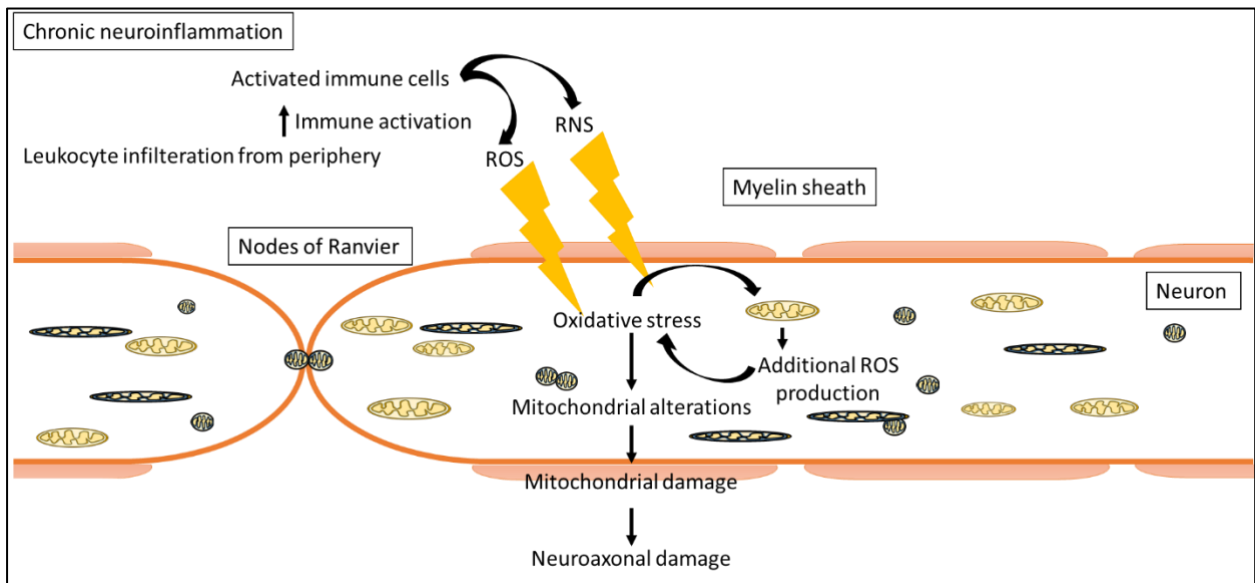 Chronic neuroinflammation
Activated immune cells
Immune activation
RNS
Leukocyte infilteration from periphery
ROS
Myelin sheath
Nodes of Ranvier
Neuron
Oxidative stress
Additional ROS
production
Mitochondrial alterations
Mitochondrial damage
Neuroaxonal damage